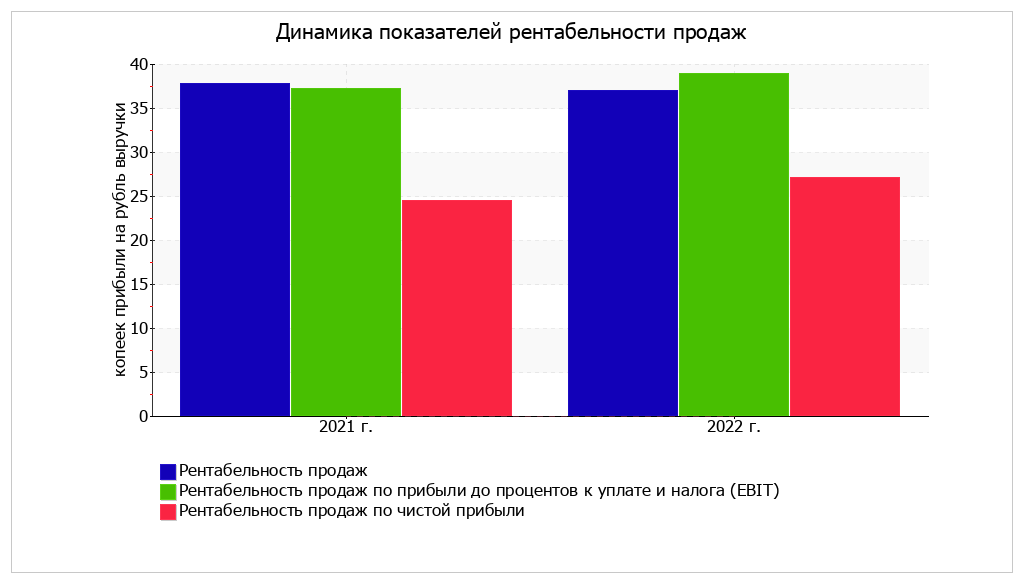 Динамика показателей рентабельности продаж
копеек прибыли на рубль выручки
40
35
30
25
20
15
10
5
0
2021 г. 2022 г.
Рентабельность продаж
Рентабельность продаж по прибыли до процентов к уплате и налога (EBIT)
Рентабельность продаж по чистой прибыли